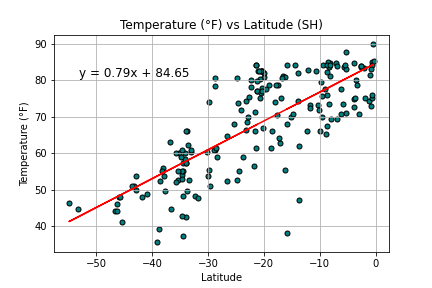 Temperature (°F) vs Latitude (SH)
90
y = 0.79x + 84.65
80
70
60
50
40
Temperature (°F)
−50 −40 −30 −20 −10 0
Latitude